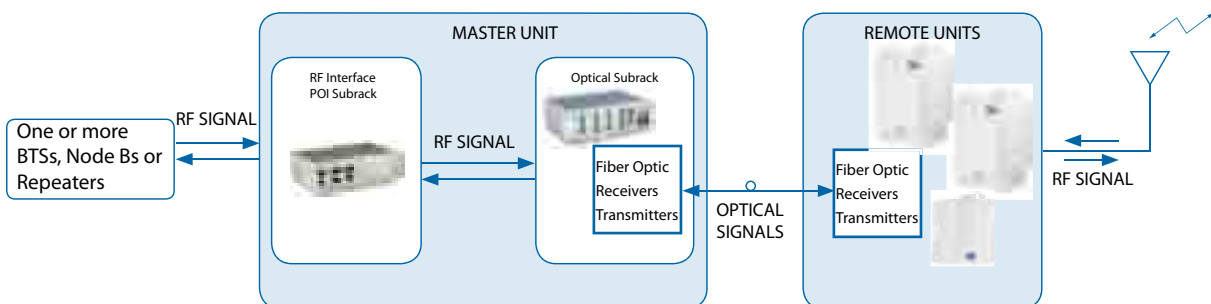 MASTER UNIT
REMOTE UNITS
RF Interface
POI Subrack
Optical Subrack
One or more
BTSs, Node Bs or
Repeaters
RF SIGNAL
RF SIGNAL
Fiber Optic
Receivers
Transmitters
OPTICAL
SIGNALS
Fiber Optic
Receivers
Transmitters
RF SIGNAL